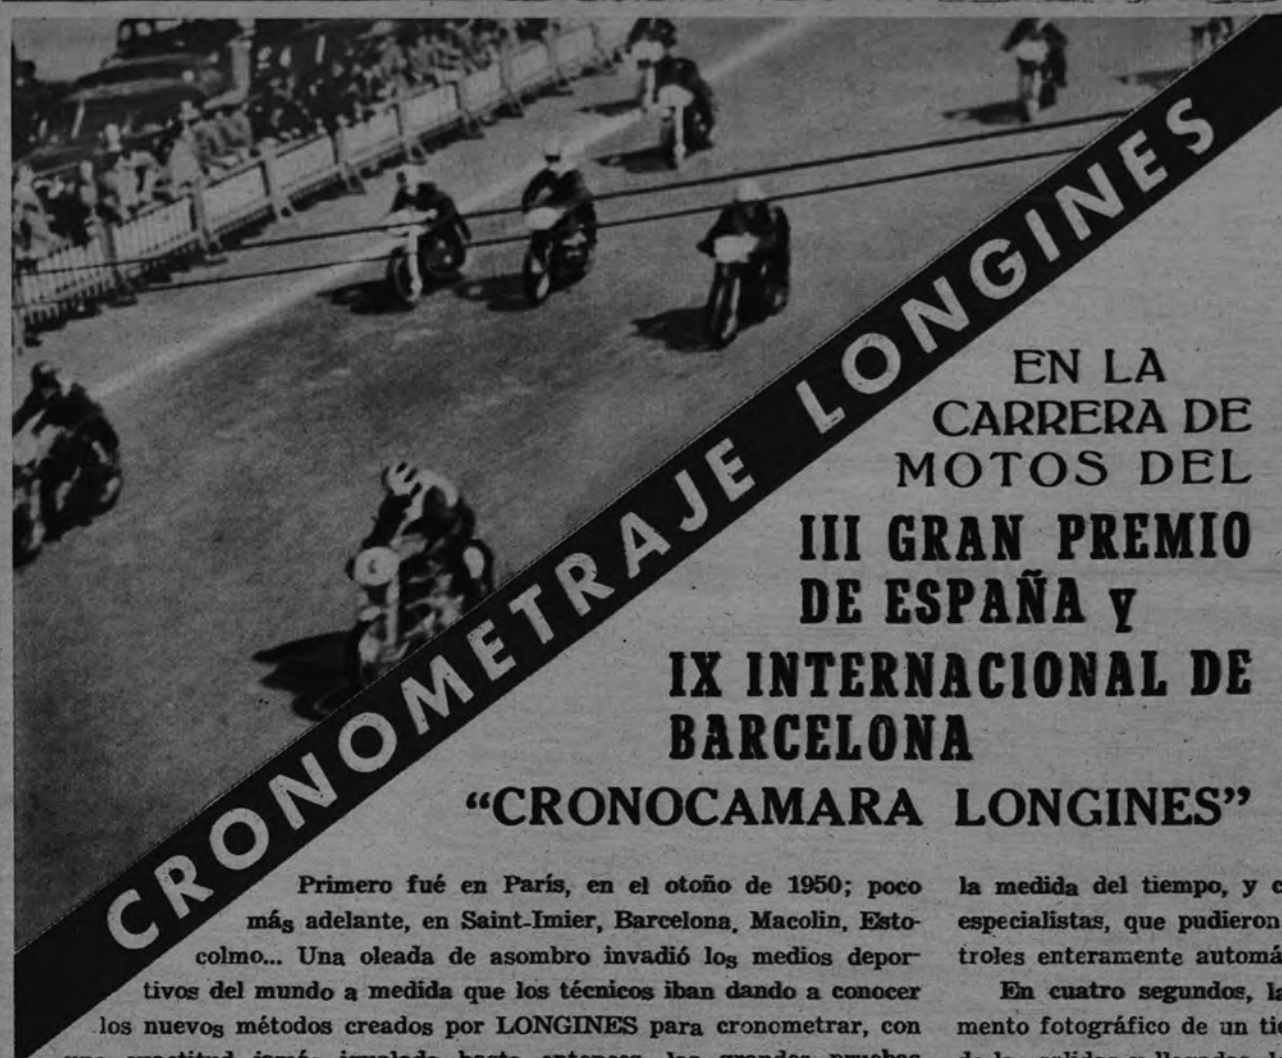 CRONOMETRAJE LONGINES
EN LA
CARRERA DE
MOTOS DEL
III GRAN PREMIO
DE ESPAÑA y
IX INTERNACIONAL DE
BARCELONA
“CRONOCAMARA LONGINES”
Primero fué en París, en el otoño de 1950; poco
más adelante, en Saint-Imier, Barcelona, Macolin, Esto-
colmo... Una oleada de asombro invadió los medios depor-
tivos del mundo a medida que los técnicos iban dando a conocer
los nuevos métodos creados por LONGINES para cronometrar, con
la medida del tiempo, y
especialistas, que pudieron
troles enteramente automá
En cuatro segundos,
mento fotográfico de un